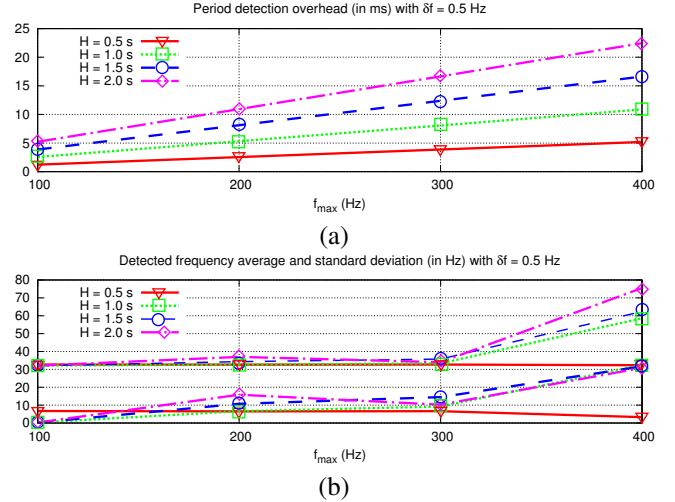 Period detection overhead (in ms) with δf = 0.5 Hz
H = 0.5 s
H = 1.0 s
H = 1.5 s
H = 2.0 s
25
20
15
10
5
0
100
200
300
400
f_max (Hz)
(a)
Detected frequency average and standard deviation (in Hz) with δf = 0.5 Hz
H = 0.5 s
H = 1.0 s
H = 1.5 s
H = 2.0 s
80
70
60
50
40
30
20
10
0
100
200
300
400
f_max (Hz)
(b)